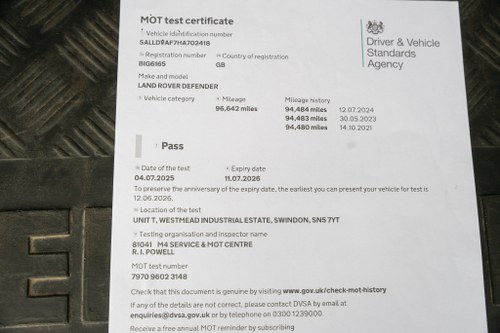 MOT test certificate
Driver & Vehicle
Standards
Agency
Vehicle identification number
SALLDVAF7HA702418
Registration number
Country of registration
BIG6165
GB
Make and model
LAND ROVER DEFENDER
Vehicle category
Mileage
Mileage history
96,642 miles
94,484 miles 12.07.2024
94,483 miles 30.05.2023
94,480 miles 14.10.2021
Pass
Date of the test
Expiry date
04.07.2025
11.07.2026
To preserve the anniversary of the expiry date, the earliest you can present your vehicle for test is
12.06.2026.
Location of the test
UNIT T, WESTMEAD INDUSTRIAL ESTATE, SWINDON, SN5 7YT
Testing organisation and inspector name
81041 M4 SERVICE & MOT CENTRE
R. I. POWELL
MOT test number
7970 9602 3148
Check that this document is genuine by visiting www.gov.uk/check-mot-history
If any of the details are not correct, please contact DVSA by email at
enquiries@dvsa.gov.uk or by telephone on 0300 1239000.
Receive a free annual MOT reminder by subscribing